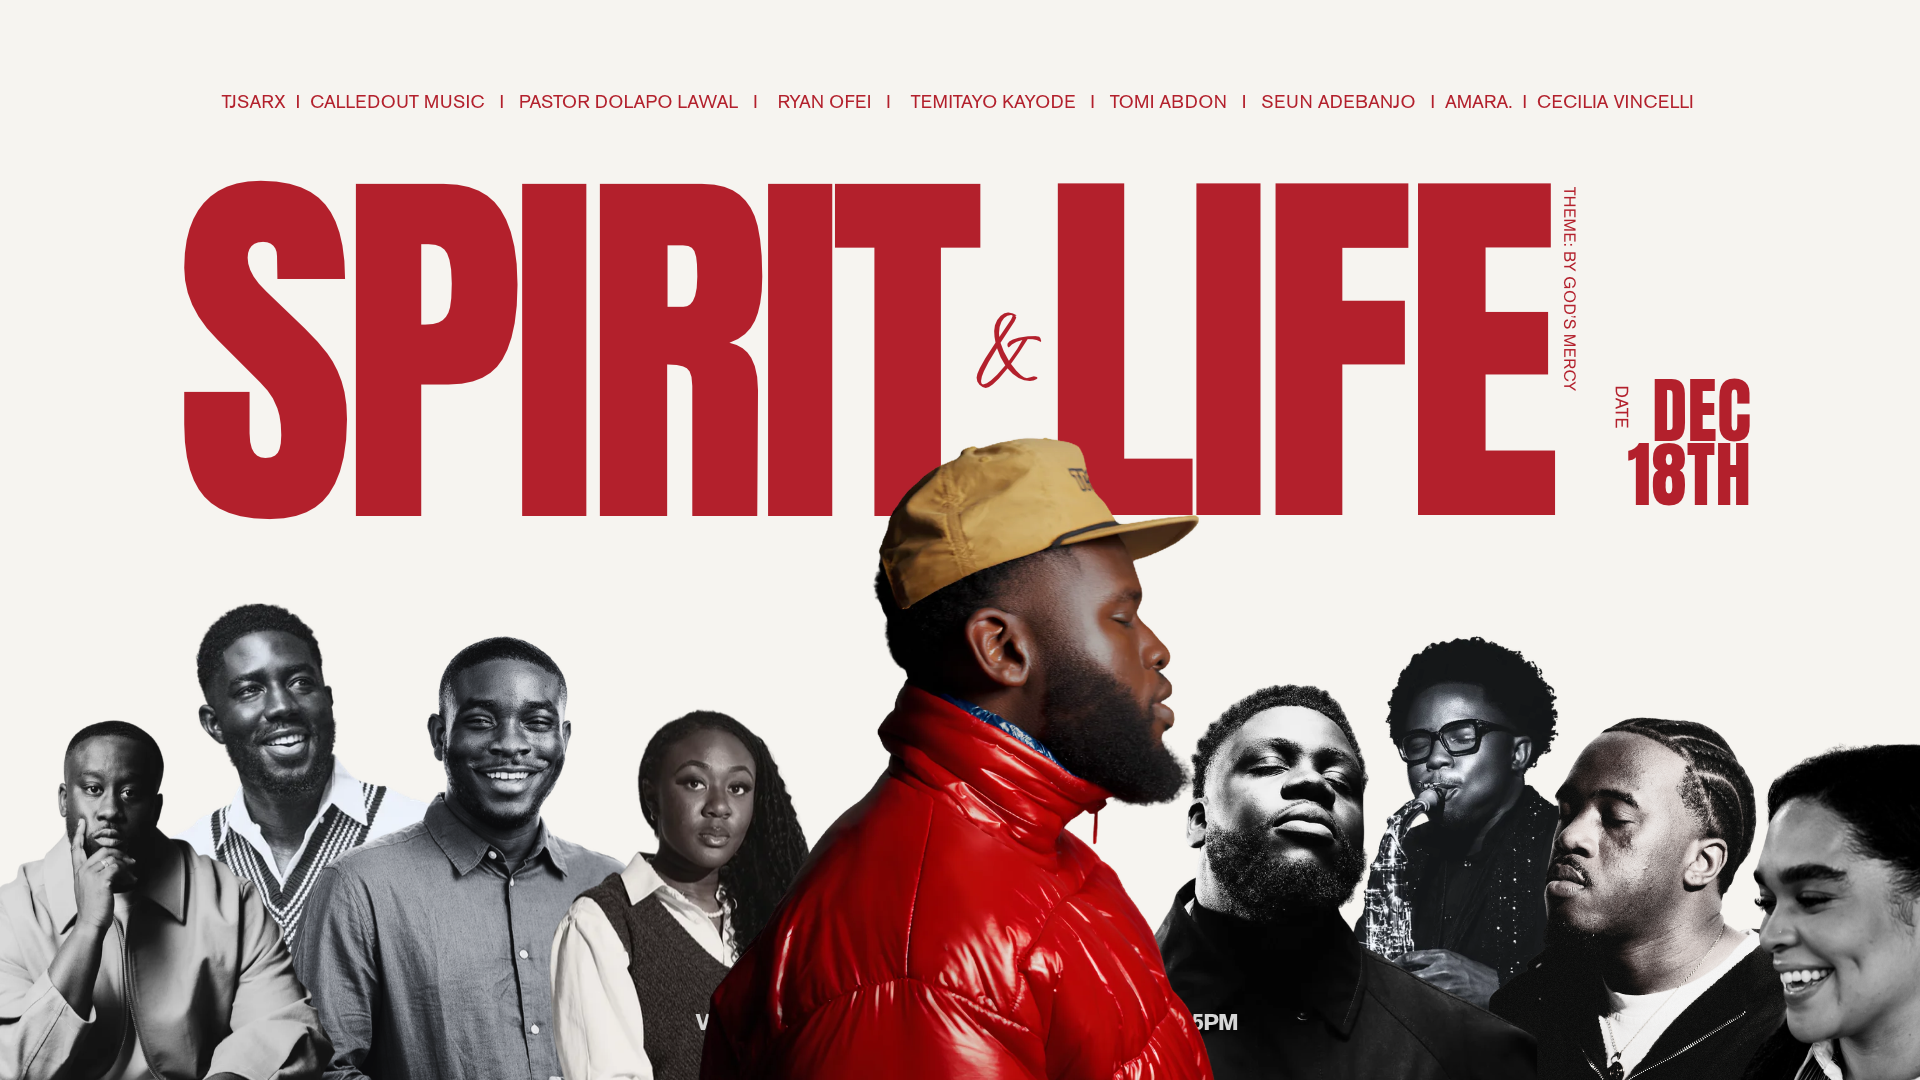 TJSARX I CALLEDOUT MUSIC I PASTOR DOLAPO LAWAL I RYAN OFEI I TEMITAYO KAYODE I TOMI ABDON I SEUN ADEBANJO I AMARA. I CECILIA VINCELLI
SPIRIT & LIFE
THEME: BY GOD'S MERCY
DATE
DEC
18TH
5PM